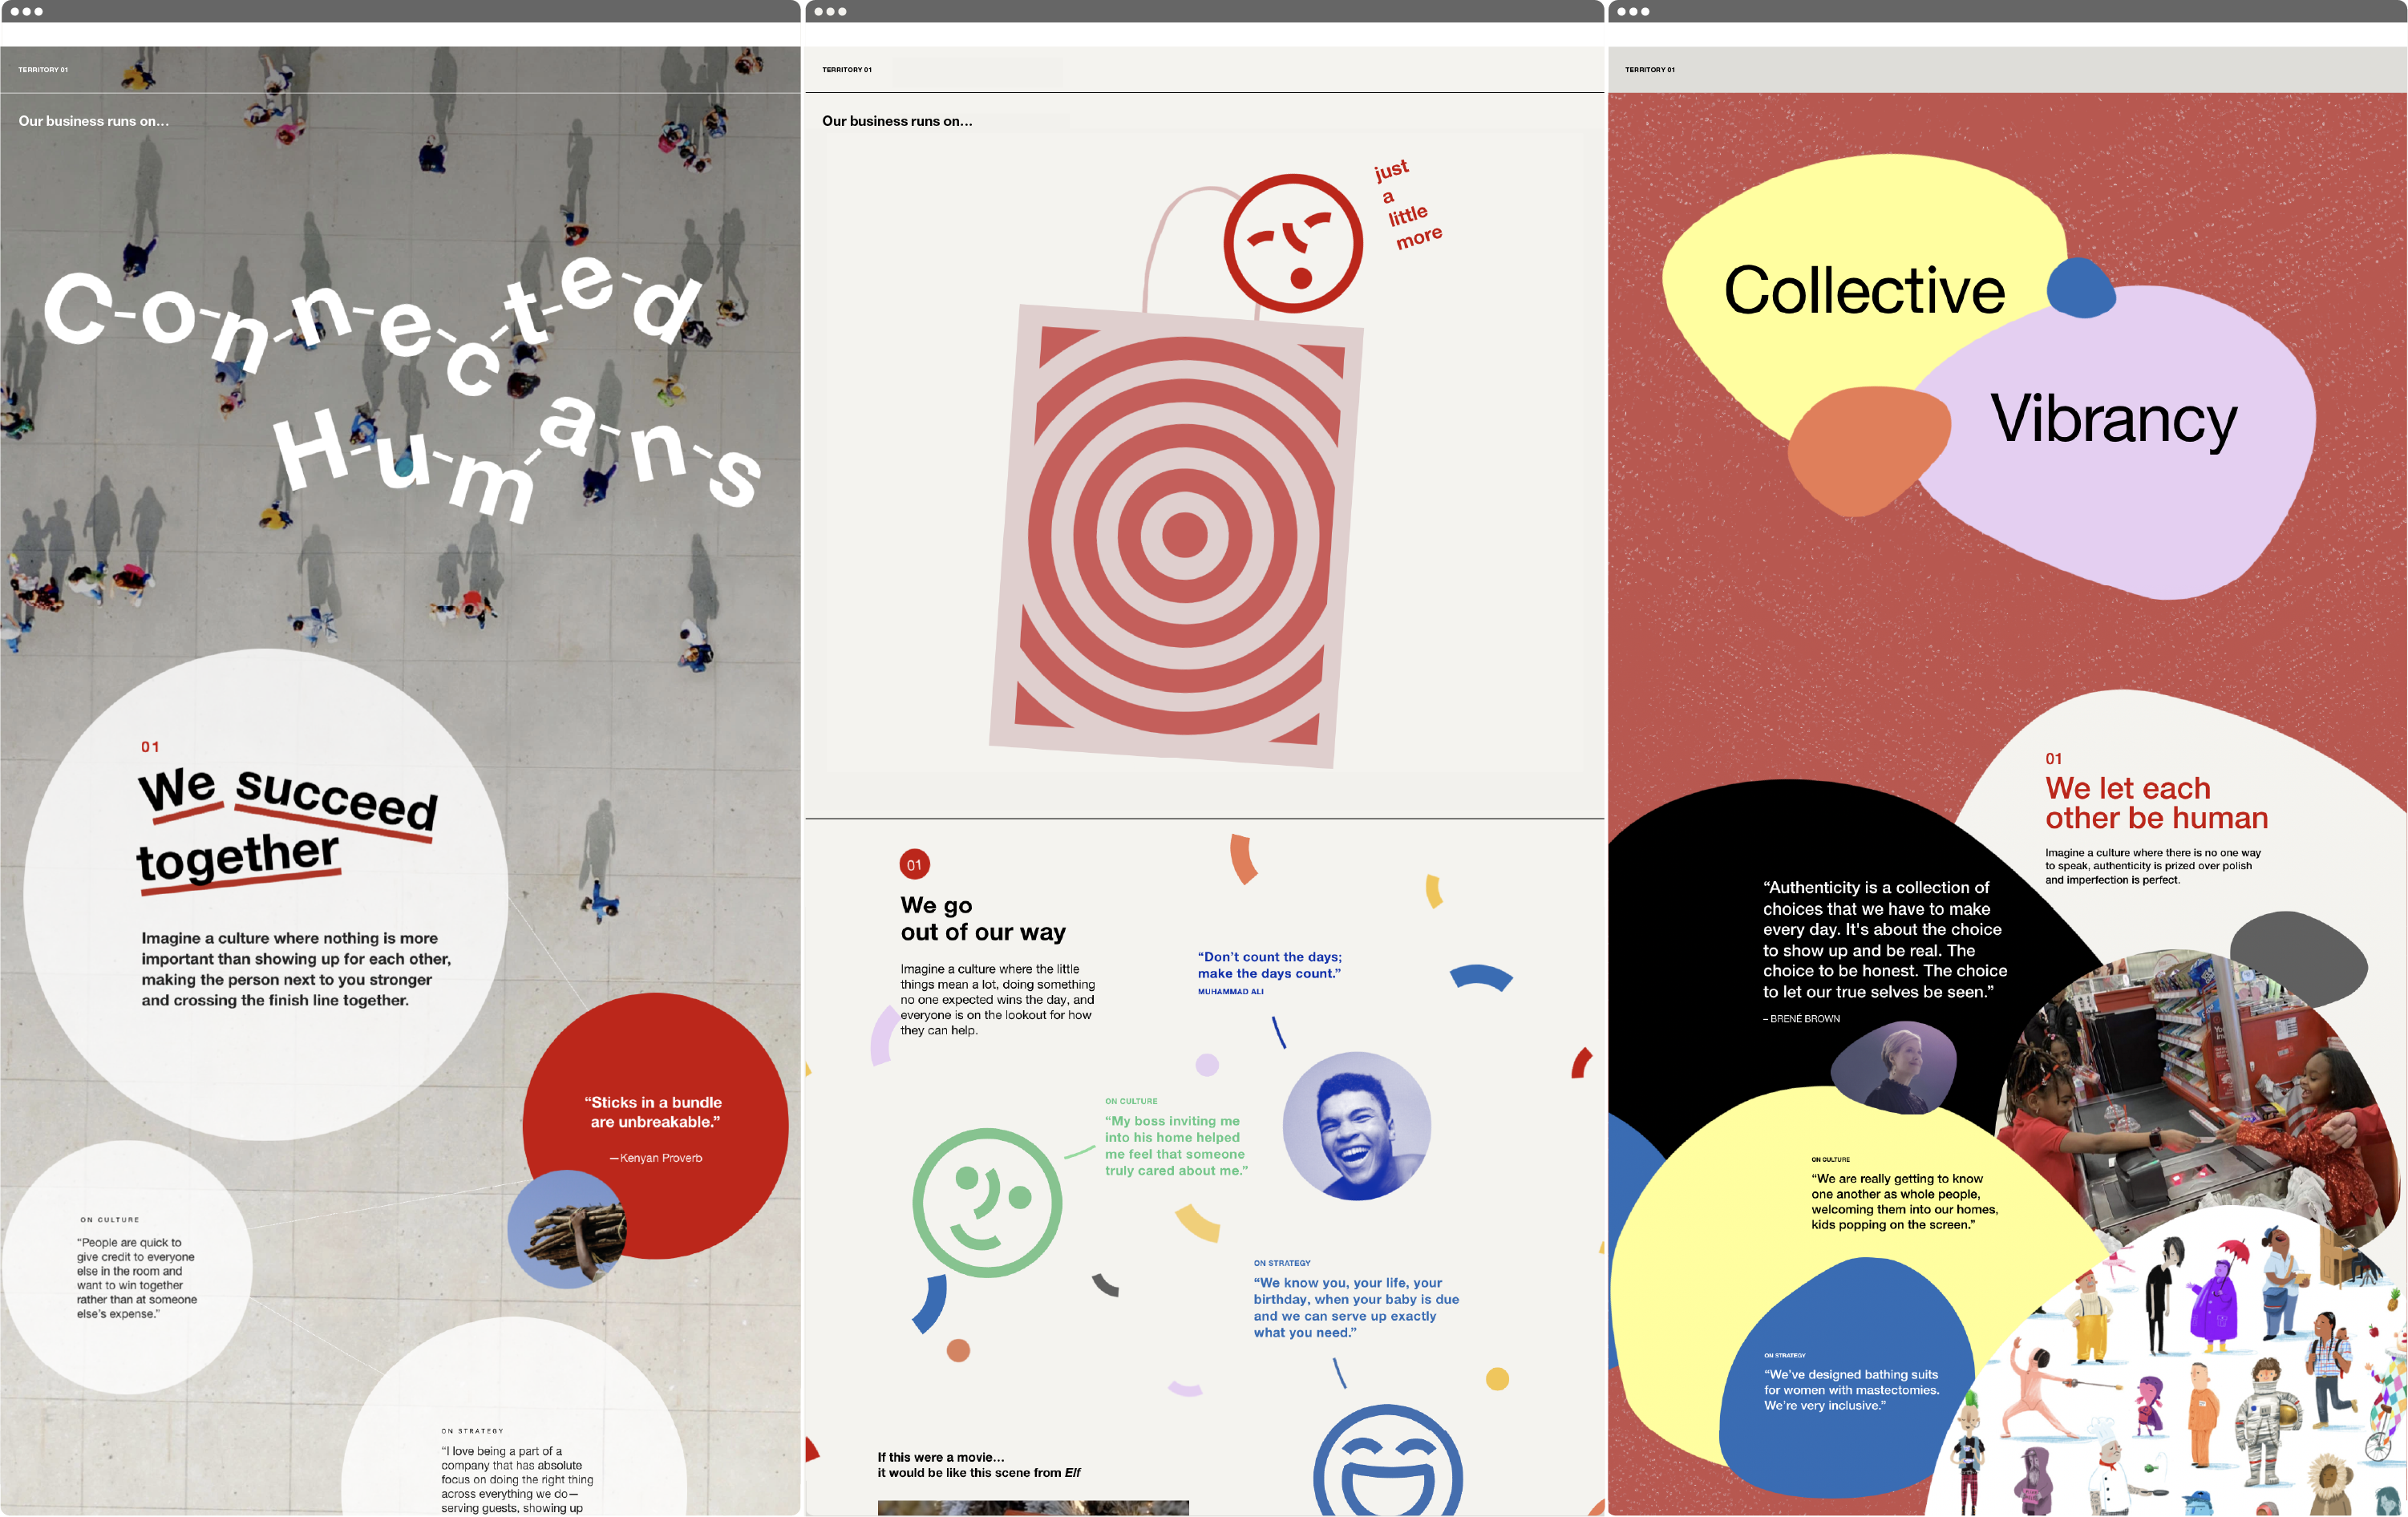 TERRITORY 01
Our business runs on...
C-o-n-n-e-c-t-e-d
H-u-m-a-n-s
01
We succeed
together
Imagine a culture where nothing is more
important than showing up for each other,
making the person next to you stronger
and crossing the finish line together.
“Sticks in a bundle
are unbreakable.”
—Kenyan Proverb
ON CULTURE
“People are quick to
give credit to everyone
else in the room and
want to win together
rather than at someone
else’s expense.”
ON STRATEGY
“I love being a part of a
company that has absolute
focus on doing the right thing
across everything we do—
serving guests, showing up
TERRITORY 01
Our business runs on...
just
a
little
more
01
We go
out of our way
Imagine a culture where the little
things mean a lot, doing something
no one expected wins the day, and
everyone is on the lookout for how
they can help.
“Don’t count the days;
make the days count.”
MUHAMMAD ALI
ON CULTURE
“My boss inviting me
into his home helped
me feel that someone
truly cared about me.”
ON STRATEGY
“We know you, your life, your
birthday, when your baby is due
and we can serve up exactly
what you need.”
If this were a movie...
it would be like this scene from Elf
TERRITORY 01
Collective
Vibrancy
01
We let each
other be human
Imagine a culture where there is no one way
to speak, authenticity is prized over polish
and imperfection is perfect.
“Authenticity is a collection of
choices that we have to make
every day. It's about the choice
to show up and be real. The
choice to be honest. The choice
to let our true selves be seen.”
– BRENÉ BROWN
ON CULTURE
“We are really getting to know
one another as whole people,
welcoming them into our homes,
kids popping on the screen.”
ON STRATEGY
“We’ve designed bathing suits
for women with mastectomies.
We’re very inclusive.”